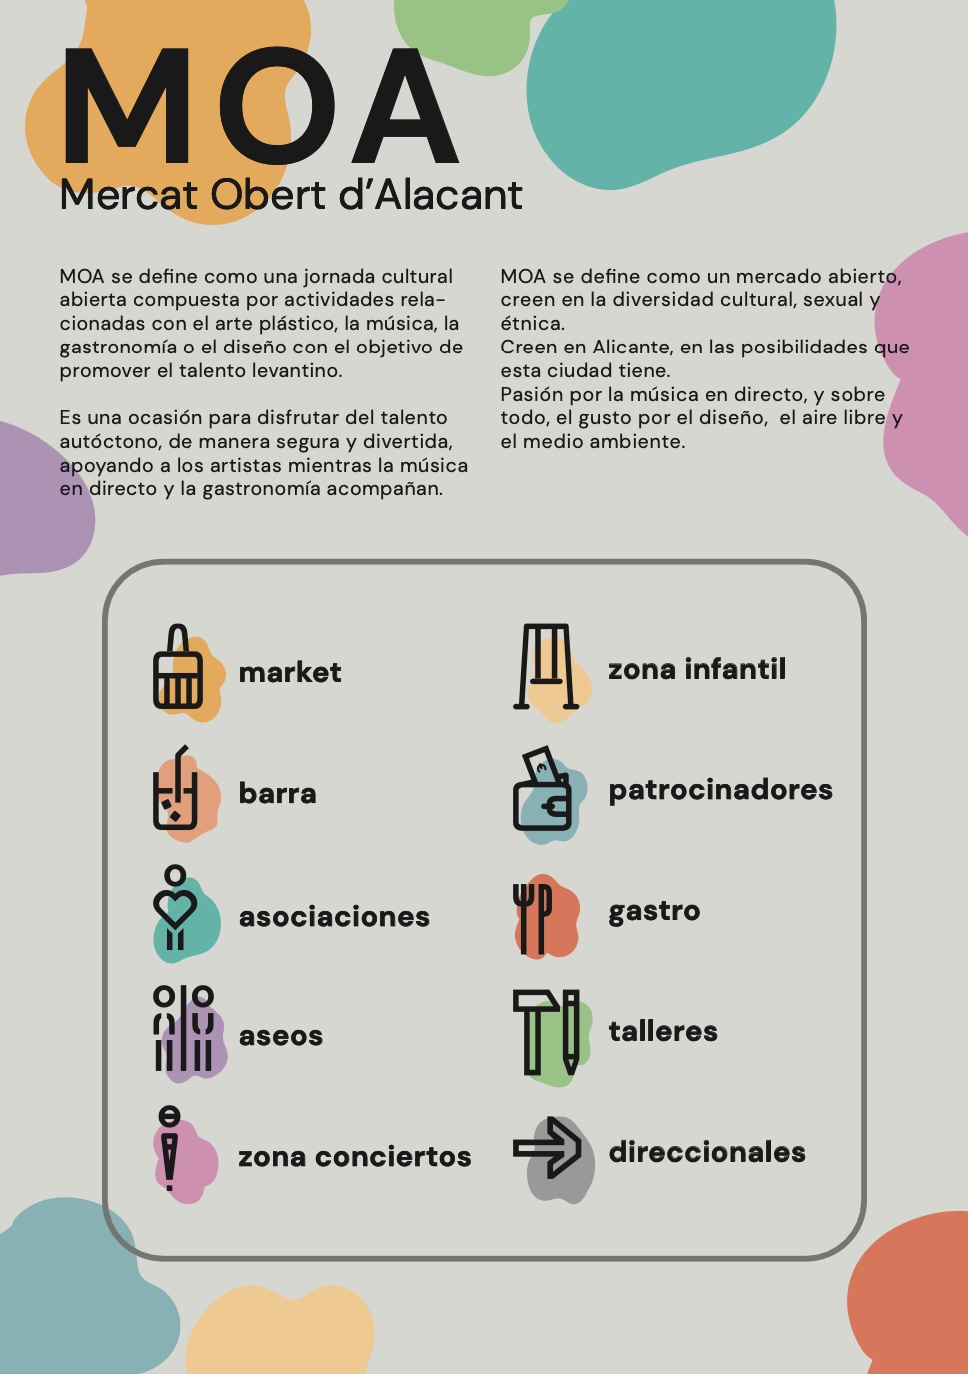 MOA
Mercat Obert d’Alacant
MOA se define como una jornada cultural
abierta compuesta por actividades rela-
cionadas con el arte plástico, la música, la
gastronomía o el diseño con el objetivo de
promover el talento levantino.
Es una ocasión para disfrutar del talento
autóctono, de manera segura y divertida,
apoyando a los artistas mientras la música
en directo y la gastronomía acompañan.
MOA se define como un mercado abierto,
creen en la diversidad cultural, sexual y
étnica.
Creen en Alicante, en las posibilidades que
esta ciudad tiene.
Pasión por la música en directo, y sobre
todo, el gusto por el diseño,  el aire libre y
el medio ambiente.
market
barra
asociaciones
aseos
zona conciertos
zona infantil
patrocinadores
gastro
talleres
direccionales